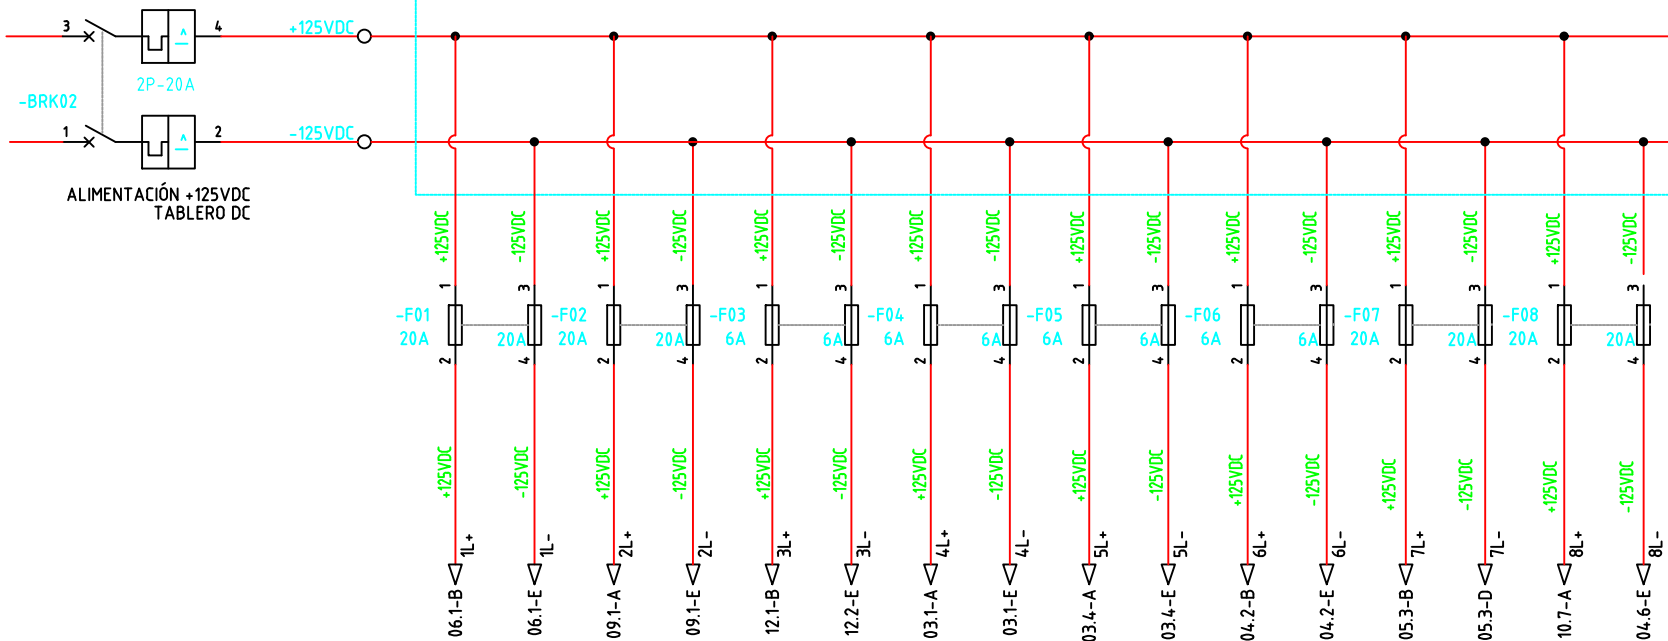 3
4
+125VDC
2P-20A
-BRK02
1
2
-125VDC
ALIMENTACIÓN +125VDC
TABLERO DC
+125VDC
-125VDC
+125VDC
-125VDC
+125VDC
-125VDC
+125VDC
-125VDC
+125VDC
-125VDC
+125VDC
-125VDC
+125VDC
-125VDC
+125VDC
-125VDC
1
3
1
3
1
3
1
3
1
3
1
3
1
3
1
3
-F01
-F02
-F03
-F04
-F05
-F06
-F07
-F08
20A
20A
20A
20A
6A
6A
6A
6A
6A
6A
6A
6A
20A
20A
20A
20A
2
4
2
4
2
4
2
4
2
4
2
4
2
4
2
4
+125VDC
-125VDC
+125VDC
-125VDC
+125VDC
-125VDC
+125VDC
-125VDC
+125VDC
-125VDC
+125VDC
-125VDC
+125VDC
-125VDC
+125VDC
-125VDC
1L+
1L-
2L+
2L-
3L+
3L-
4L+
4L-
5L+
5L-
6L+
6L-
7L+
7L-
8L+
8L-
06.1-B
06.1-E
09.1-A
09.1-E
12.1-B
12.2-E
03.1-A
03.1-E
03.4-A
03.4-E
04.2-B
04.2-E
05.3-B
05.3-D
10.7-A
04.6-E